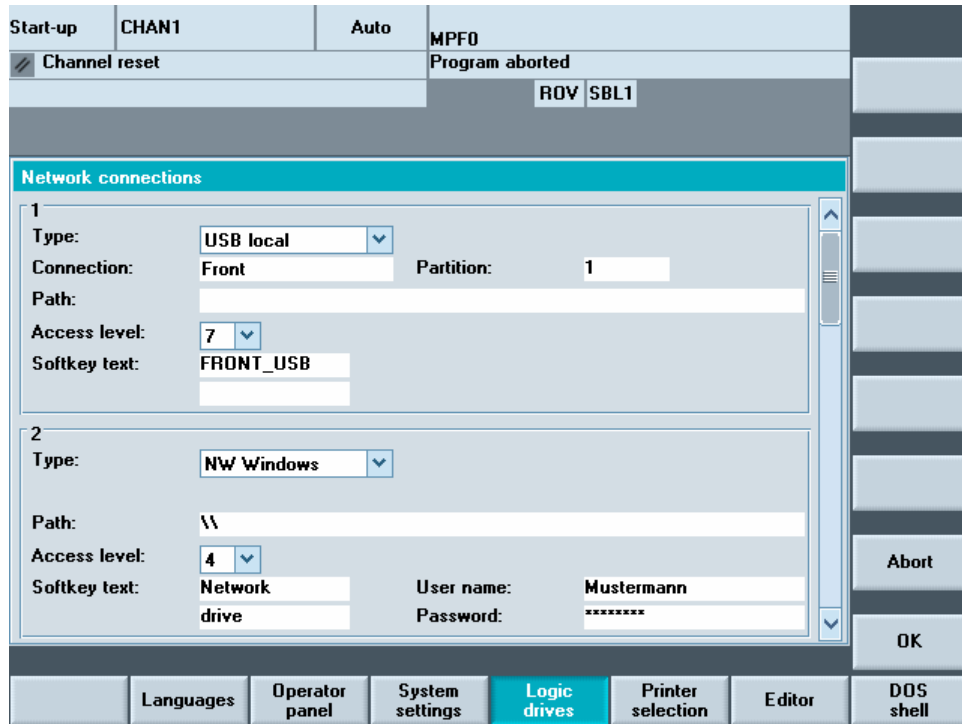 Start-up CHAN1 Auto MPF0
Channel reset Program aborted
ROV SBL1
Network connections
1
Type: USB local
Connection: Front Partition: 1
Path:
Access level: 7
Softkey text: FRONT_USB
2
Type: NW Windows
Path: \\
Access level: 4
Softkey text: Network User name: Mustermann
drive Password: ********
Abort
OK
Languages Operator panel System settings Logic drives Printer selection Editor DOS shell